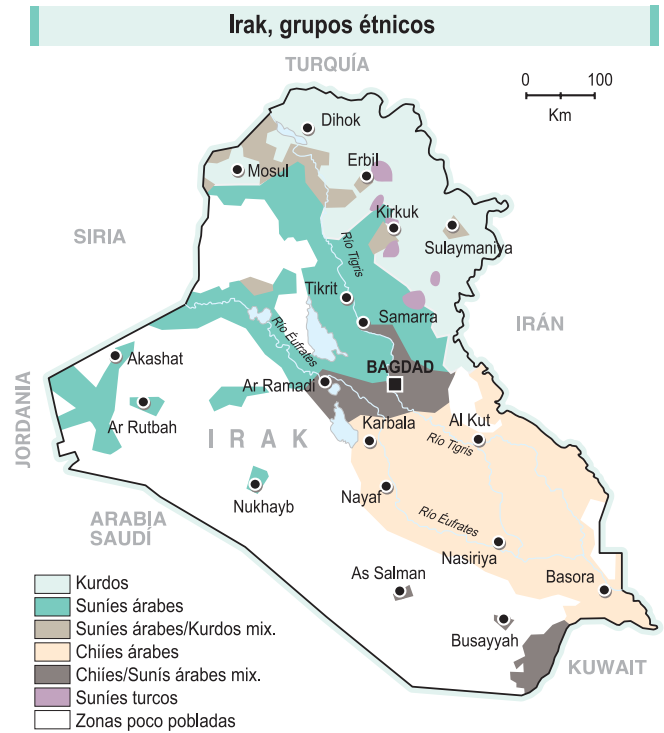 Irak, grupos étnicos
TURQUÍA
0 100
Km
Dihok
Mosul
Erbil
Kirkuk
Sulaymaniya
SIRIA
Río Tigris
Tikrit
Samarra
IRÁN
Río Éufrates
Akashat
BAGDAD
Ar Ramadi
JORDANIA
Ar Rutbah
Karbala
Al Kut
IRAK
Río Tigris
Nukhayb
Nayaf
ARABIA
SAUDÍ
Río Éufrates
Nasiriya
As Salman
Basora
Busayyah
KUWAIT
Kurdos
Suníes árabes
Suníes árabes/Kurdos mix.
Chiíes árabes
Chiíes/Sunís árabes mix.
Suníes turcos
Zonas poco pobladas